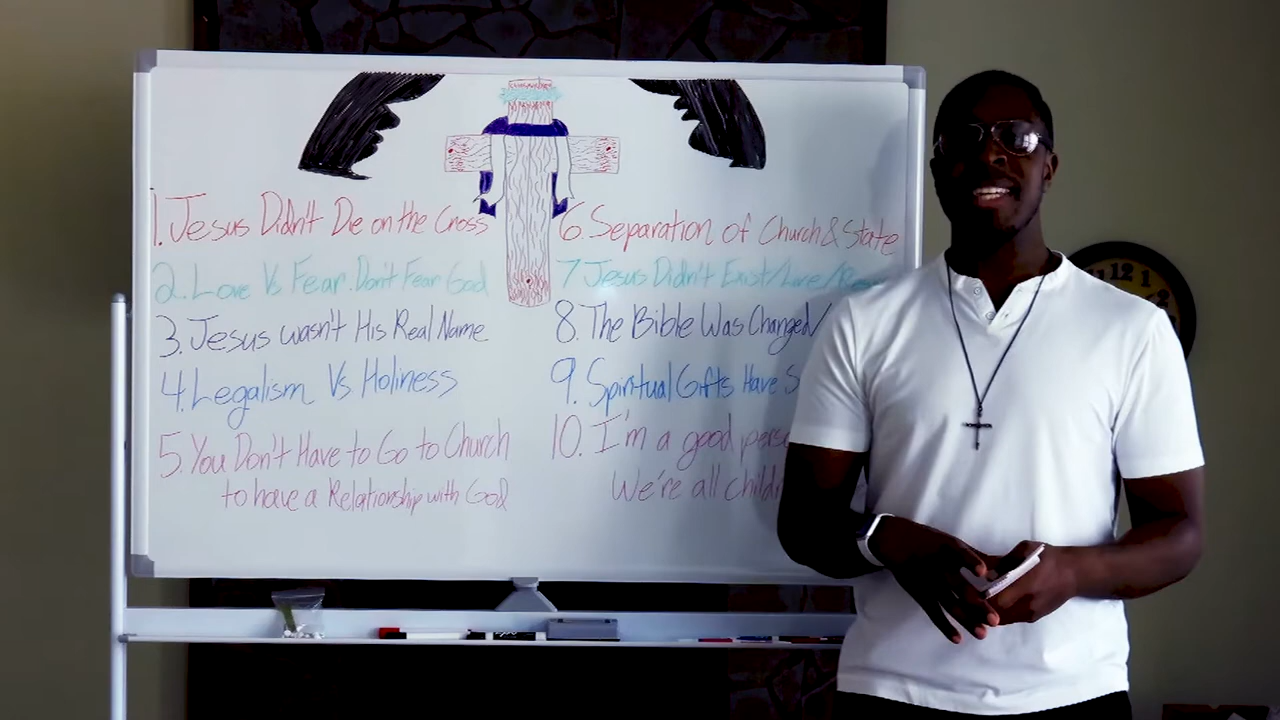 1. Jesus Didn't Die on the Cross
2. Love Vs Fear. Don't Fear God
3. Jesus wasn't His Real Name
4. Legalism Vs Holiness
5. You Don't Have to Go to Church
to have a Relationship with God
6. Separation of Church & State
7 Jesus Didn't Exist/Love/
8. The Bible Was Changed/
9. Spiritual Gifts Have
10. I'm a good
We're all
12